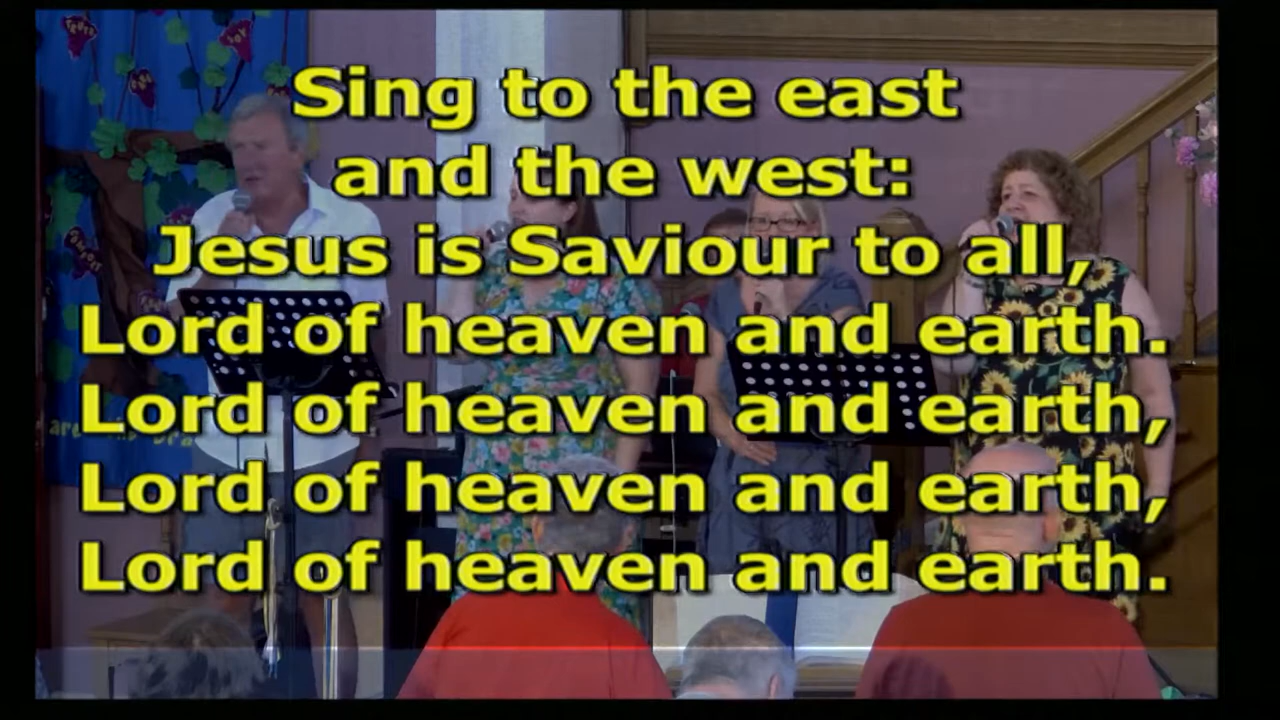 Sing to the east
and the west:
Jesus is Saviour to all,
Lord of heaven and earth.
Lord of heaven and earth,
Lord of heaven and earth,
Lord of heaven and earth.